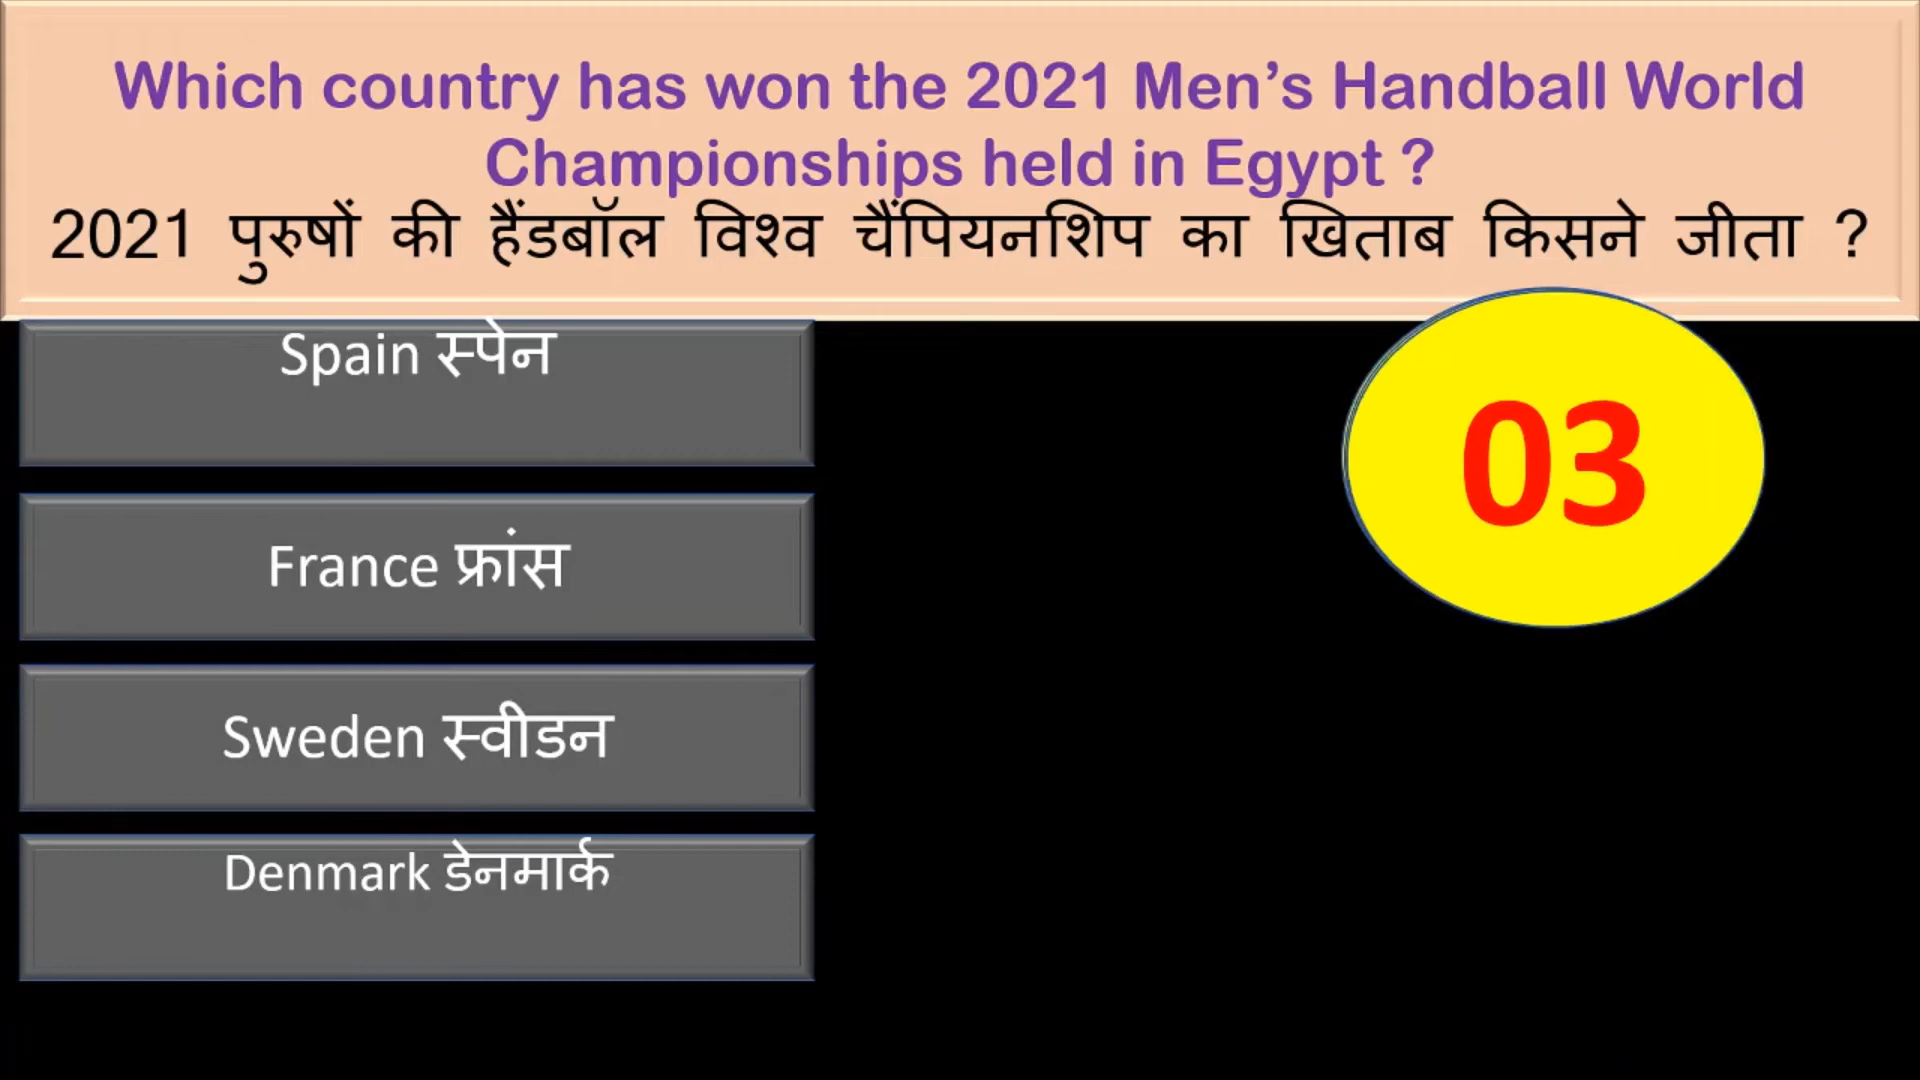 Which country has won the 2021 Men’s Handball World
Championships held in Egypt ?
2021 पुरुषों की हैंडबॉल विश्व चैंपियनशिप का खिताब किसने जीता ?
Spain स्पेन
03
France फ्रांस
Sweden स्वीडन
Denmark डेनमार्क